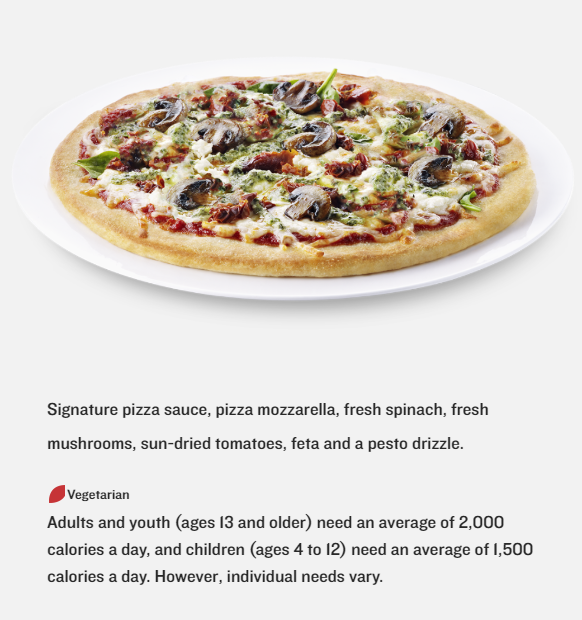 Signature pizza sauce, pizza mozzarella, fresh spinach, fresh
mushrooms, sun-dried tomatoes, feta and a pesto drizzle.
Vegetarian
Adults and youth (ages 13 and older) need an average of 2,000
calories a day, and children (ages 4 to 12) need an average of 1,500
calories a day. However, individual needs vary.